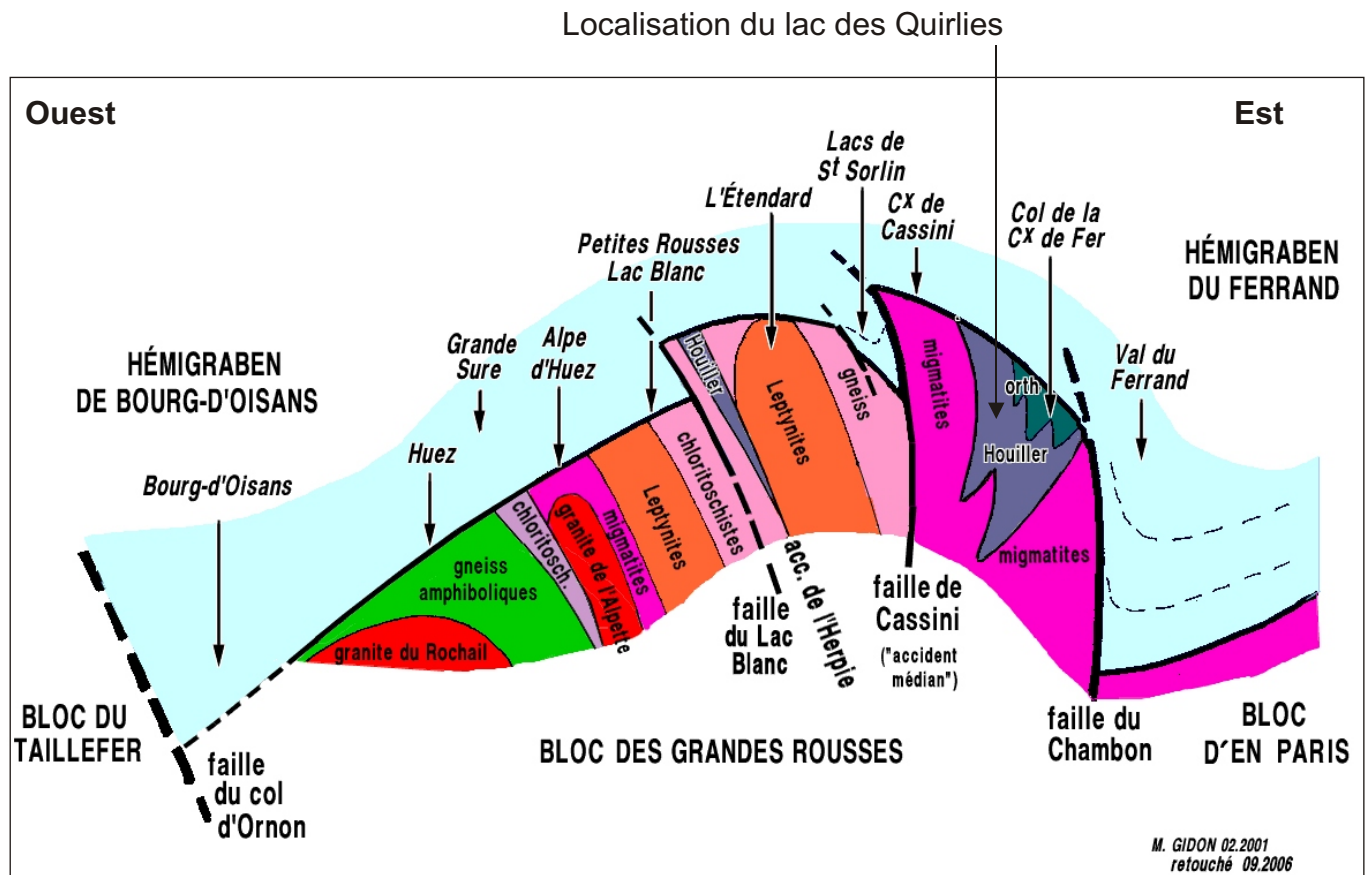 Localisation du lac des Quirlies
Ouest
Est
Lacs de
St Sorlin
L'Étendard
Cx de
Cassini
Col de la
Cx de Fer
Petites Rousses
Lac Blanc
HÉMIGRABEN
DU FERRAND
Grande
Sure
Alpe
d'Huez
HÉMIGRABEN
DE BOURG-D'OISANS
Val du
Ferrand
Huez
Bourg-d'Oisans
Houiller
gneiss
migmatites
orth
Houiller
Leptynites
migmatites
chloritoschistes
Leptynites
migmatites
granite de l'Alpette
chloritosch.
gneiss
amphiboliques
granite du Rochail
faille
du Lac
Blanc
acc. de l'Herpie
faille de
Cassini
("accident
médian")
faille du
Chambon
BLOC DU
TAILLEFER
faille
du col
d'Ornon
BLOC DES GRANDES ROUSSES
BLOC
D'EN PARIS
M. GIDON 02.2001
retouché 09.2006